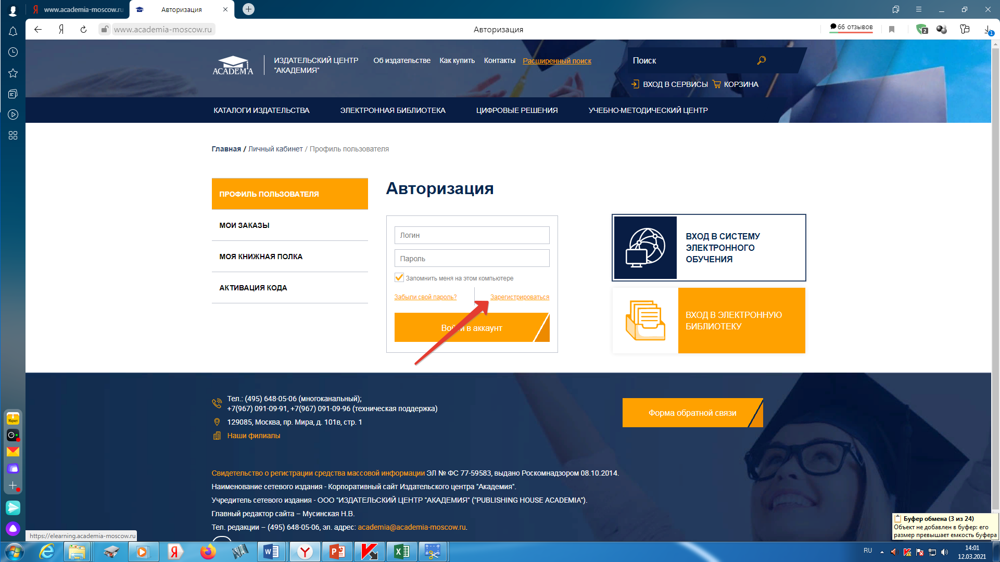 www.academia-moscow.ru
Авторизация
www.academia-moscow.ru
Авторизация
66 отзывов
2
1
ACADEMIA
ИЗДАТЕЛЬСКИЙ ЦЕНТР
"АКАДЕМИЯ"
Об издательстве
Как купить
Контакты
Расширенный поиск
Поиск
ВХОД В СЕРВИСЫ
КОРЗИНА
КАТАЛОГИ ИЗДАТЕЛЬСТВА
ЭЛЕКТРОННАЯ БИБЛИОТЕКА
ЦИФРОВЫЕ РЕШЕНИЯ
УЧЕБНО-МЕТОДИЧЕСКИЙ ЦЕНТР
Главная / Личный кабинет / Профиль пользователя
ПРОФИЛЬ ПОЛЬЗОВАТЕЛЯ
МОИ ЗАКАЗЫ
МОЯ КНИЖНАЯ ПОЛКА
АКТИВАЦИЯ КОДА
Авторизация
Логин
Пароль
Запомнить меня на этом компьютере
Забыли свой пароль?
Зарегистрироваться
Войти в аккаунт
ВХОД В СИСТЕМУ
ЭЛЕКТРОННОГО
ОБУЧЕНИЯ
ВХОД В ЭЛЕКТРОННУЮ
БИБЛИОТЕКУ
Тел.: (495) 648-05-06 (многоканальный);
+7(967) 091-09-91, +7(967) 091-09-96 (техническая поддержка)
129085, Москва, пр. Мира, д. 101в, стр. 1
Наши филиалы
Форма обратной связи
Свидетельство о регистрации средства массовой информации ЭЛ № ФС 77-59583, выдано Роскомнадзором 08.10.2014.
Наименование сетевого издания - Корпоративный сайт Издательского центра "Академия".
Учредитель сетевого издания - ООО "ИЗДАТЕЛЬСКИЙ ЦЕНТР "АКАДЕМИЯ" ("PUBLISHING HOUSE ACADEMIA").
Главный редактор сайта – Мусинская Н.В.
Тел. редакции – (495) 648-05-06, эл. адрес: academia@academia-moscow.ru.
Маркет
https://elearning.academia-moscow.ru
Буфер обмена (3 из 24)
Объект не добавлен в буфер: его
размер превышает емкость буфера
RU
14:01
12.03.2021